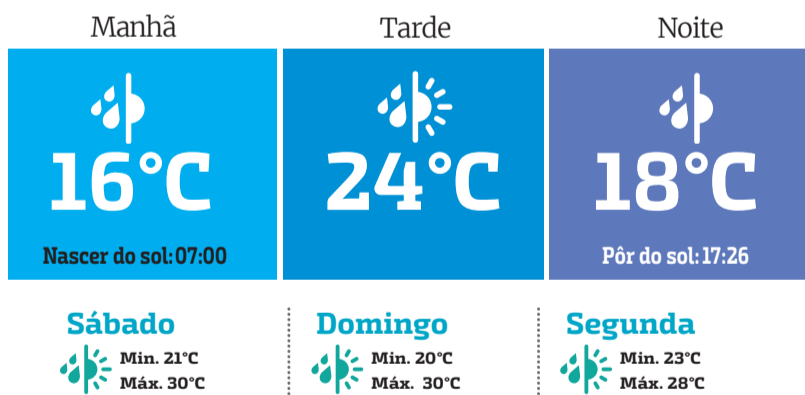 Manhã
Tarde
Noite
16°C
24°C
18°C
Nascer do sol: 07:00
Pôr do sol: 17:26
Sábado
Domingo
Segunda
Min. 21°C
Min. 20°C
Min. 23°C
Máx. 30°C
Máx. 30°C
Máx. 28°C